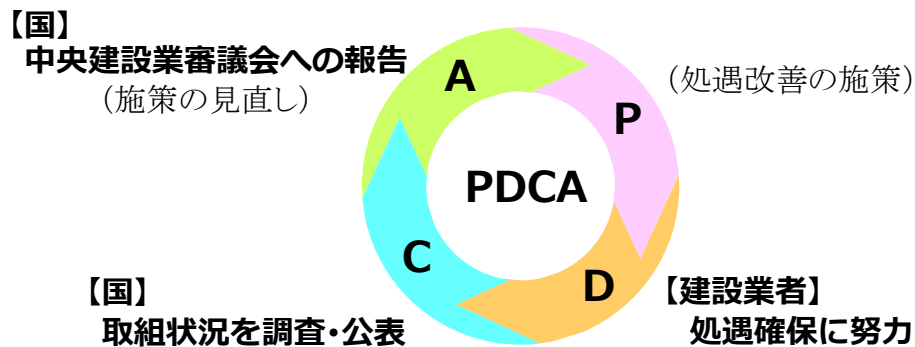 【国】
中央建設業審議会への報告
（施策の見直し）
A
P
（処遇改善の施策）
PDCA
C
D
【国】
取組状況を調査・公表
【建設業者】
処遇確保に努力